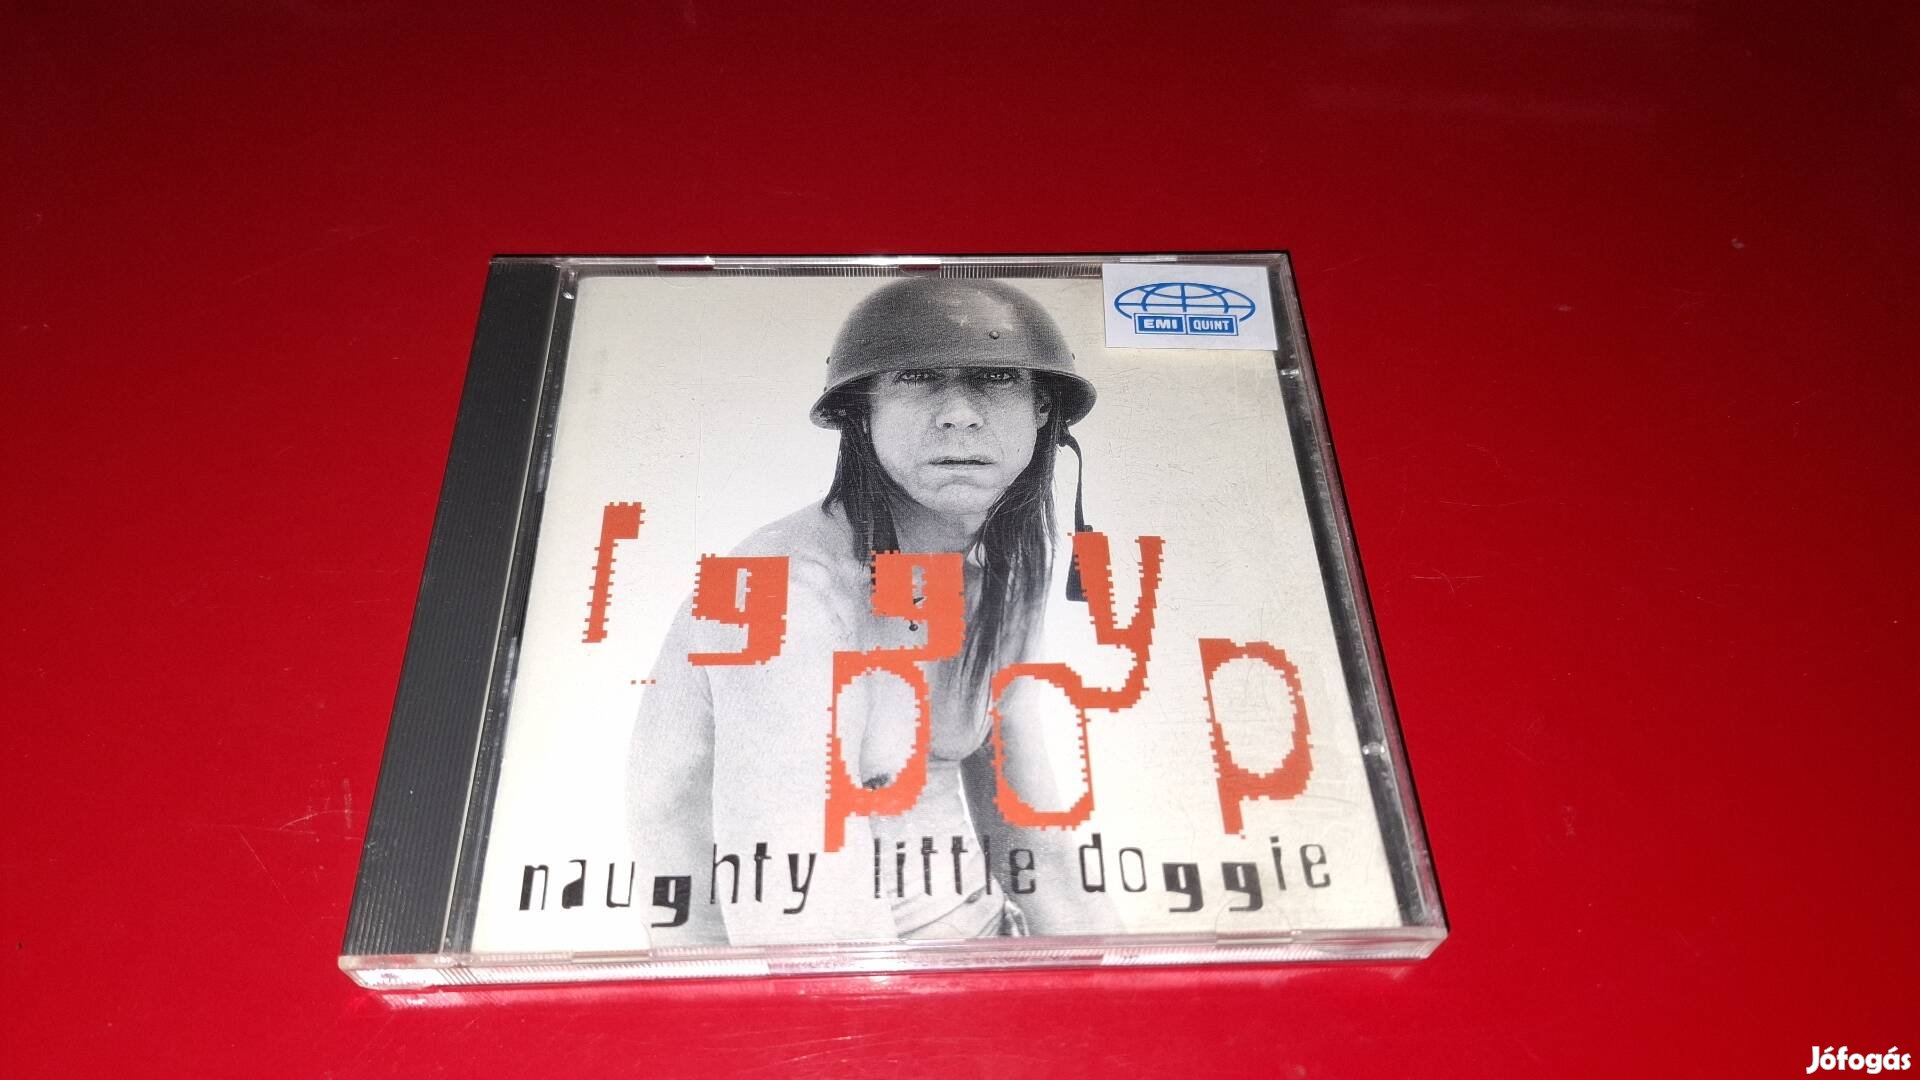 EMI QUINT
Iggy
pop
naughty little doggie
Jófogás